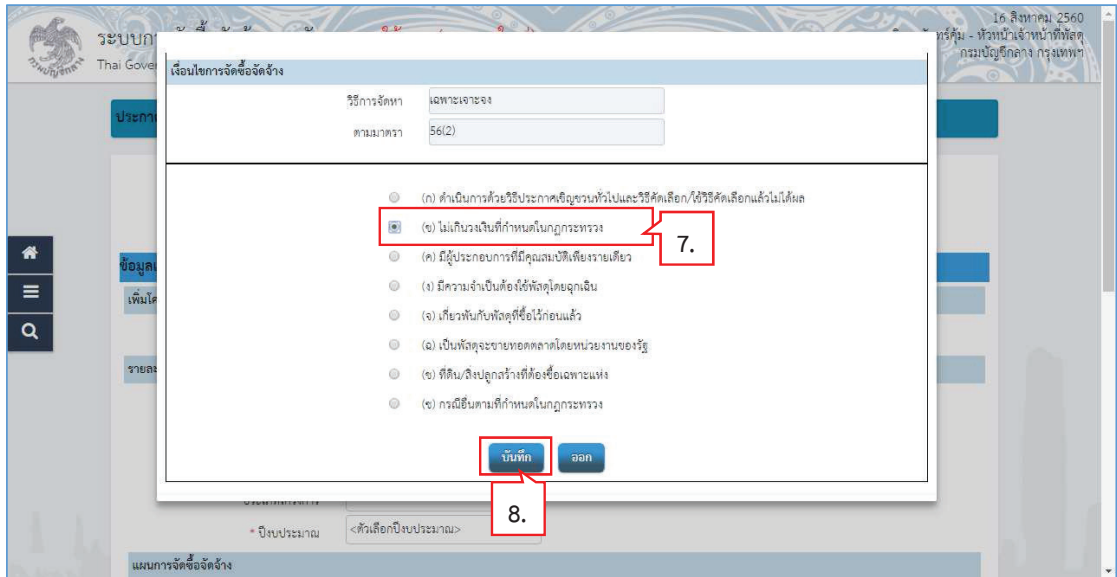 16 สิงหาคม 2560
ระบบกา
ทร์คุ้ม - หัวหน้าเจ้าหน้าที่พัสดุ
Thai Gove
กรมบัญชีกลาง กรุงเทพฯ
เงื่อนไขการจัดซื้อจัดจ้าง
วิธีการจัดหา เฉพาะเจาะจง
ประกา
ตามมาตรา 56(2)
(ก) ดำเนินการด้วยวิธีประกาศเชิญชวนทั่วไปและวิธีคัดเลือก/ใช้วิธีคัดเลือกแล้วไม่ได้ผล
(ข) ไม่เกินวงเงินที่กำหนดในกฎกระทรวง
7.
(ค) มีผู้ประกอบการที่มีคุณสมบัติเพียงรายเดียว
ข้อมูล
(ง) มีความจำเป็นต้องใช้พัสดุโดยฉุกเฉิน
เพิ่มโค
(จ) เกี่ยวพันกับพัสดุที่ซื้อไว้ก่อนแล้ว
(ฉ) เป็นพัสดุจะขายทอดตลาดโดยหน่วยงานของรัฐ
รายละ
(ช) ที่ดิน/สิ่งปลูกสร้างที่ต้องซื้อเฉพาะแห่ง
(ซ) กรณีอื่นตามที่กำหนดในกฎกระทรวง
บันทึก ออก
8.
* ปีงบประมาณ <ตัวเลือกปีงบประมาณ>
แผนการจัดซื้อจัดจ้าง